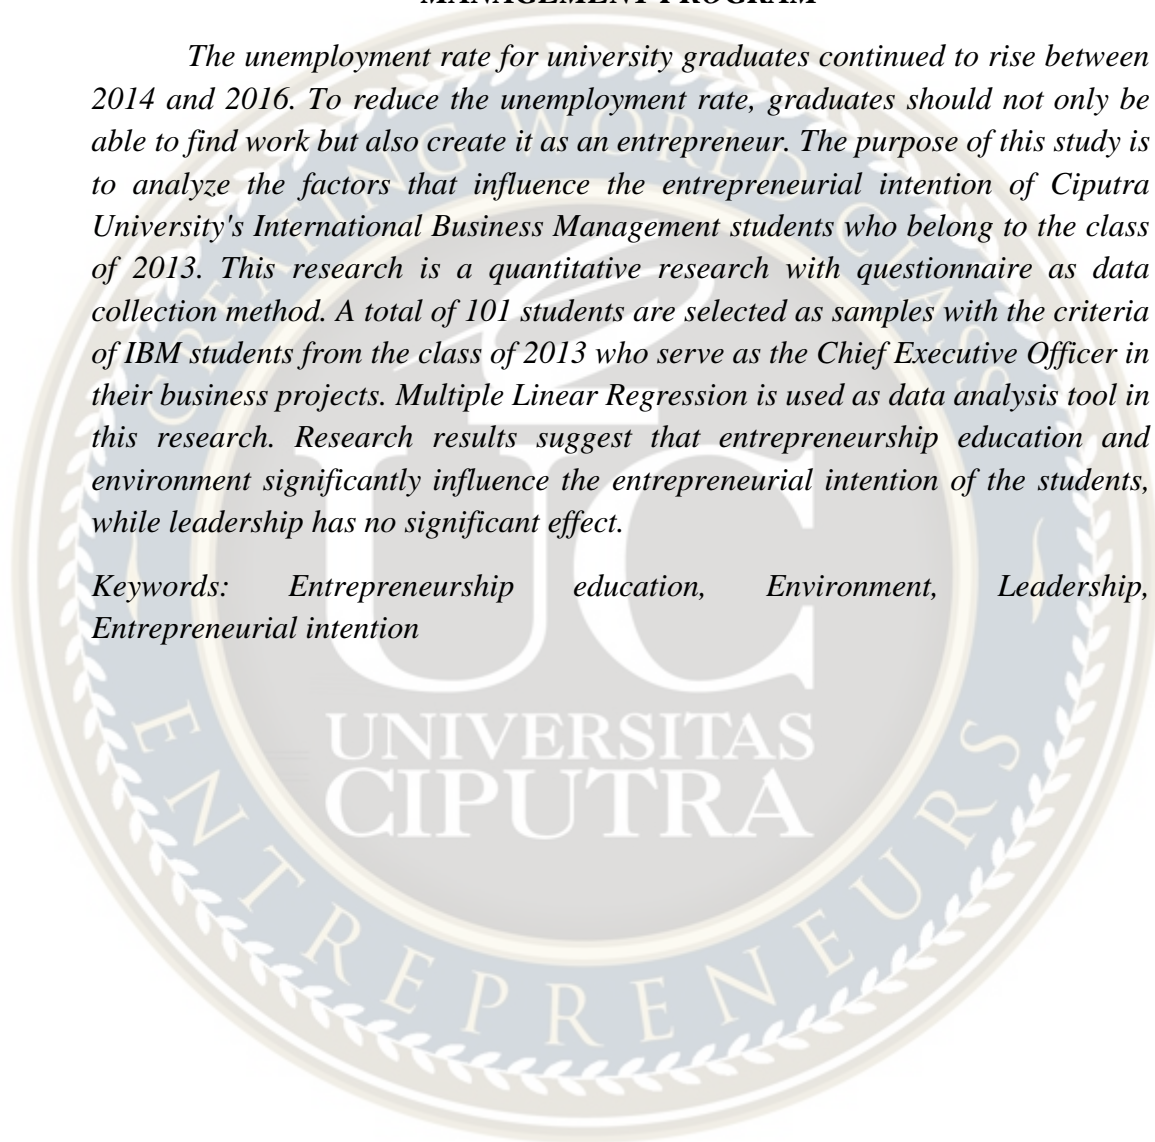 MANAGEMENT PROGRAM
The unemployment rate for university graduates continued to rise between
2014 and 2016. To reduce the unemployment rate, graduates should not only be
able to find work but also create it as an entrepreneur. The purpose of this study is
to analyze the factors that influence the entrepreneurial intention of Ciputra
University's International Business Management students who belong to the class
of 2013. This research is a quantitative research with questionnaire as data
collection method. A total of 101 students are selected as samples with the criteria
of IBM students from the class of 2013 who serve as the Chief Executive Officer in
their business projects. Multiple Linear Regression is used as data analysis tool in
this research. Research results suggest that entrepreneurship education and
environment significantly influence the entrepreneurial intention of the students,
while leadership has no significant effect.
Keywords: Entrepreneurship education, Environment, Leadership,
Entrepreneurial intention
CREATING WORLD CLASS
UC
UNIVERSITAS
CIPUTRA
ENTREPRENEURS